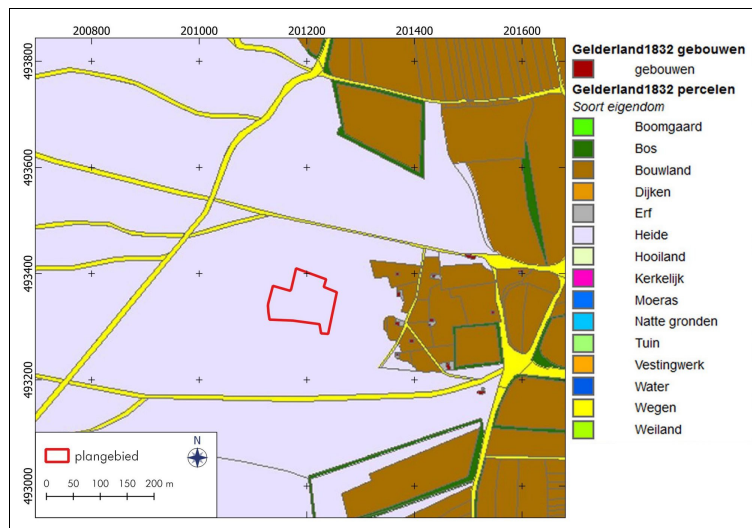 200800 201000 201200 201400 201600
493800
493600
493400
493200
493000
N
plangebied
0 50 100 150 200 m
Gelderland1832 gebouwen
gebouwen
Gelderland1832 percelen
Soort eigendom
Boomgaard
Bos
Bouwland
Dijken
Erf
Heide
Hooiland
Kerkelijk
Moeras
Natte gronden
Tuin
Vestingwerk
Water
Wegen
Weiland